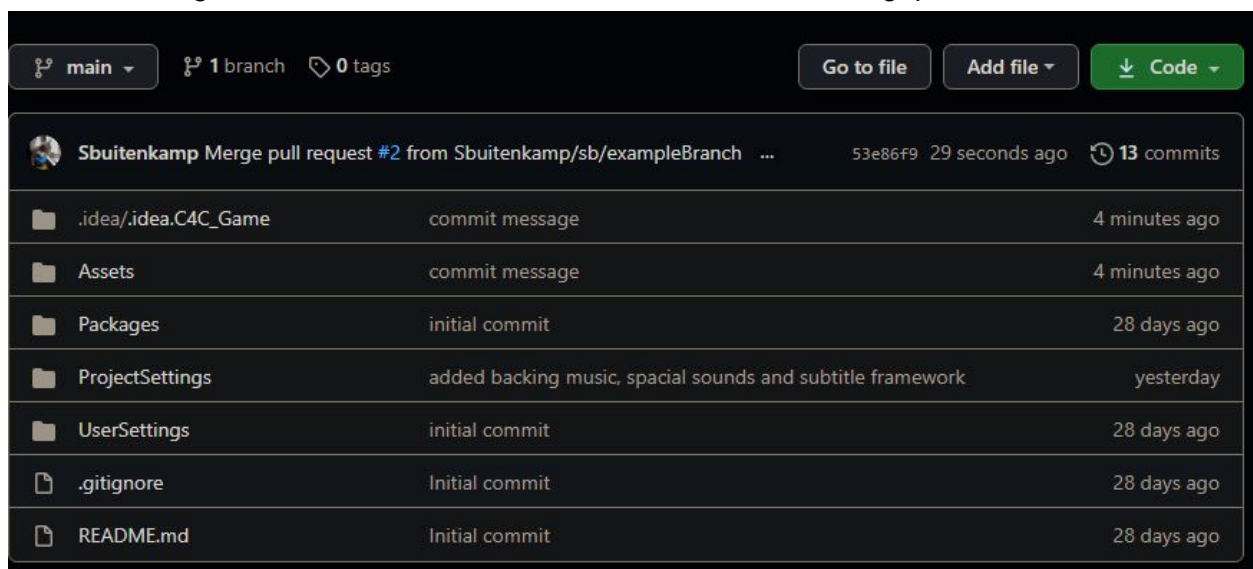 main 1 branch 0 tags Go to file Add file Code
Sbuitenkamp Merge pull request #2 from Sbuitenkamp/sb/exampleBranch ... 53e86f9 29 seconds ago 13 commits
.idea/.idea.C4C_Game commit message 4 minutes ago
Assets commit message 4 minutes ago
Packages initial commit 28 days ago
ProjectSettings added backing music, spacial sounds and subtitle framework yesterday
UserSettings initial commit 28 days ago
.gitignore Initial commit 28 days ago
README.md Initial commit 28 days ago